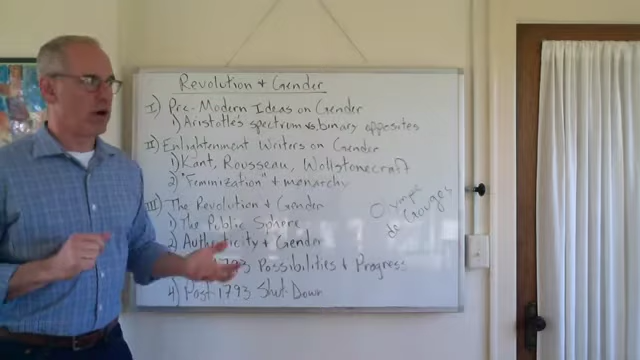 Revolution & Gender
I) Pre-Modern Ideas on Gender
1) Aristotle's spectrum vs. binary opposites
II) Enlightenment Writers on Gender
1) Kant, Rousseau, Wollstonecraft
2) "Feminization" & menarchy
III) The Revolution & Gender
1) The Public Sphere
2) Authenticity & Gender
1793 Possibilities & Progress
4) Post-1793 Shut-Down
Olympe
de Gouges